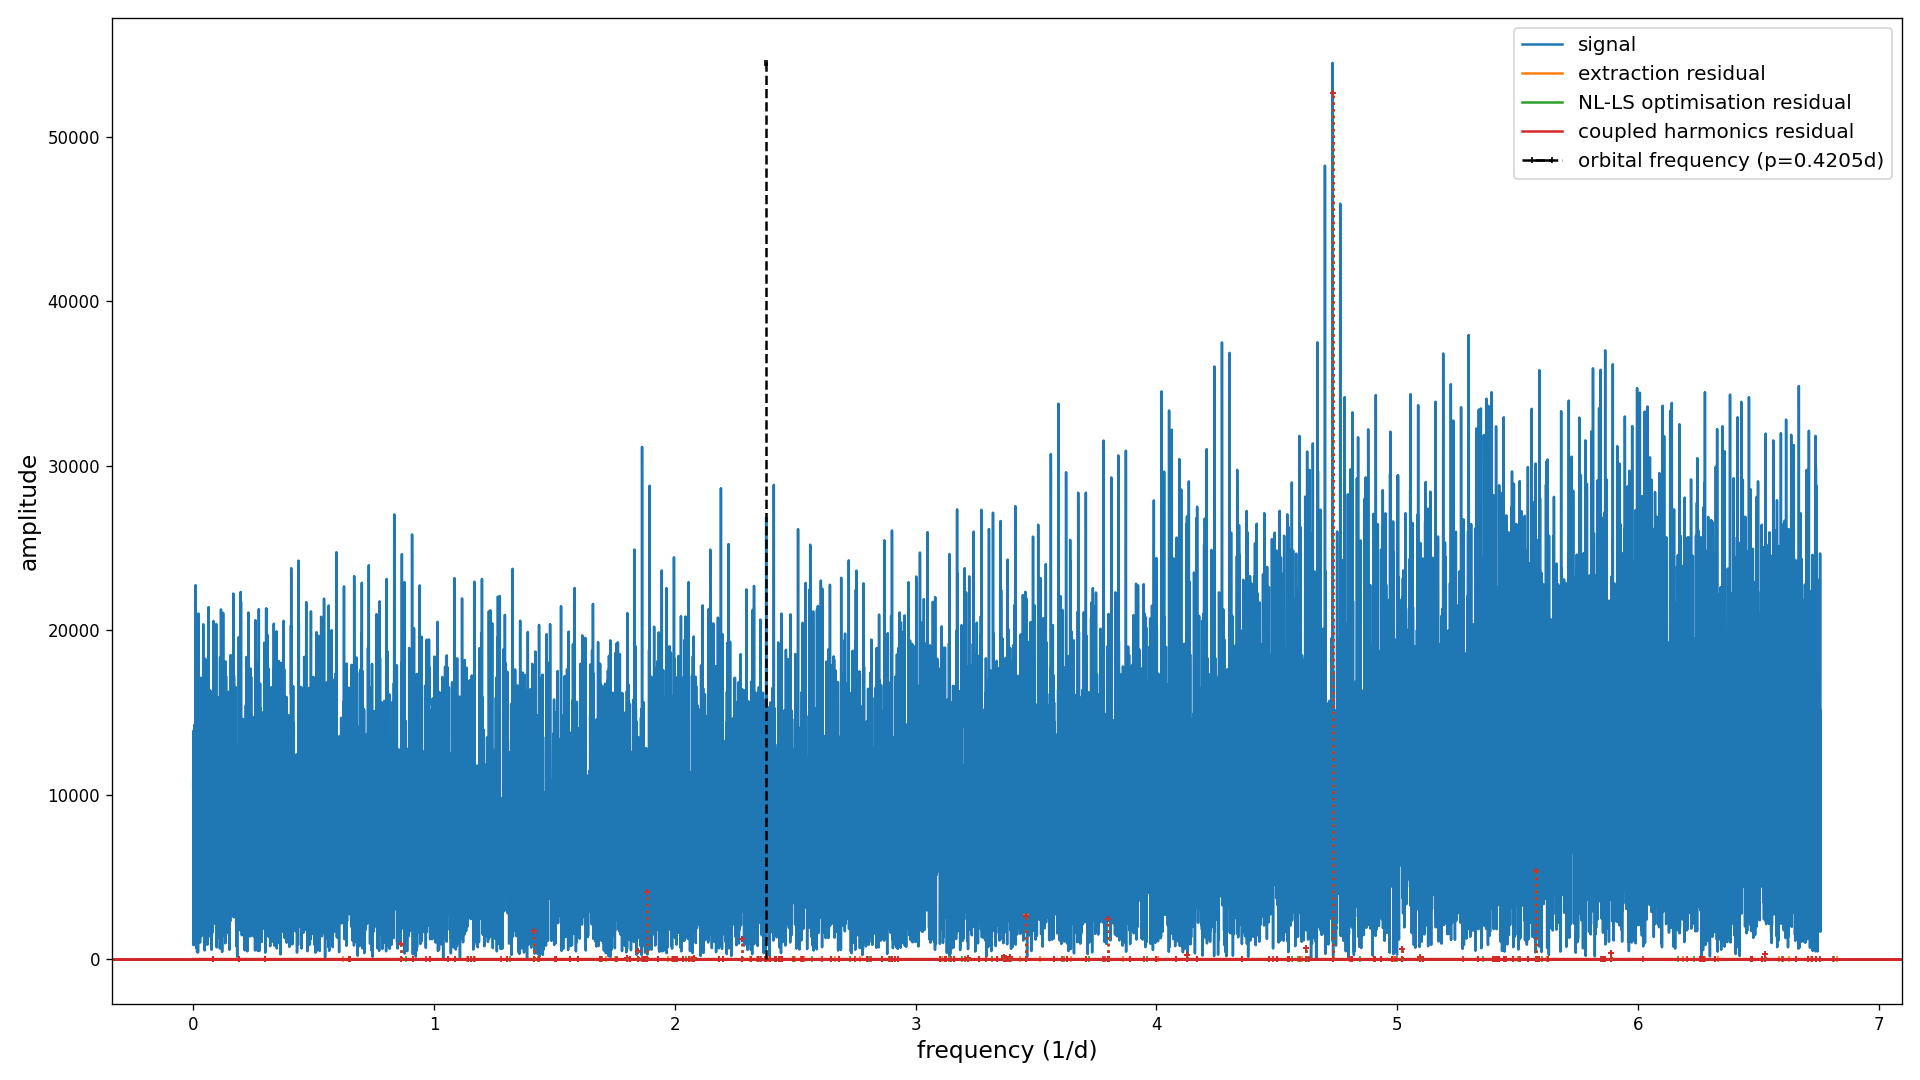 signal
extraction residual
NL-LS optimisation residual
coupled harmonics residual
orbital frequency (p=0.4205d)
amplitude
50000
40000
30000
20000
10000
0
0 1 2 3 4 5 6 7
frequency (1/d)